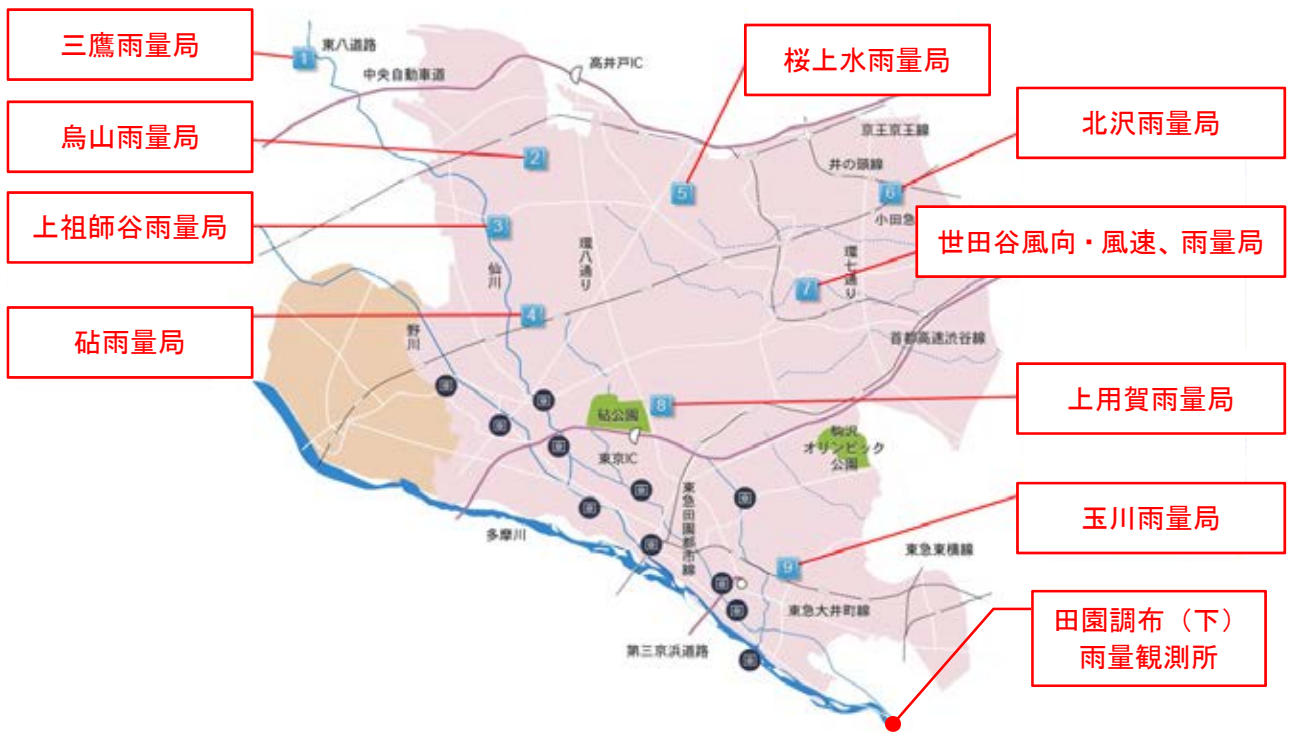 三鷹雨量局
烏山雨量局
上祖師谷雨量局
砧雨量局
桜上水雨量局
北沢雨量局
世田谷風向・風速、雨量局
上用賀雨量局
玉川雨量局
田園調布（下）
雨量観測所
1
東八道路
中央自動車道
高井戸IC
京王京王線
井の頭線
2
5
6
小田急
3
仙川
環八通り
環七通り
7
4
野川
首都高速渋谷線
砧公園
8
駒沢
オリンピック
公園
東京IC
東急田園都市線
多摩川
9
東急東横線
東急大井町線
第三京浜道路